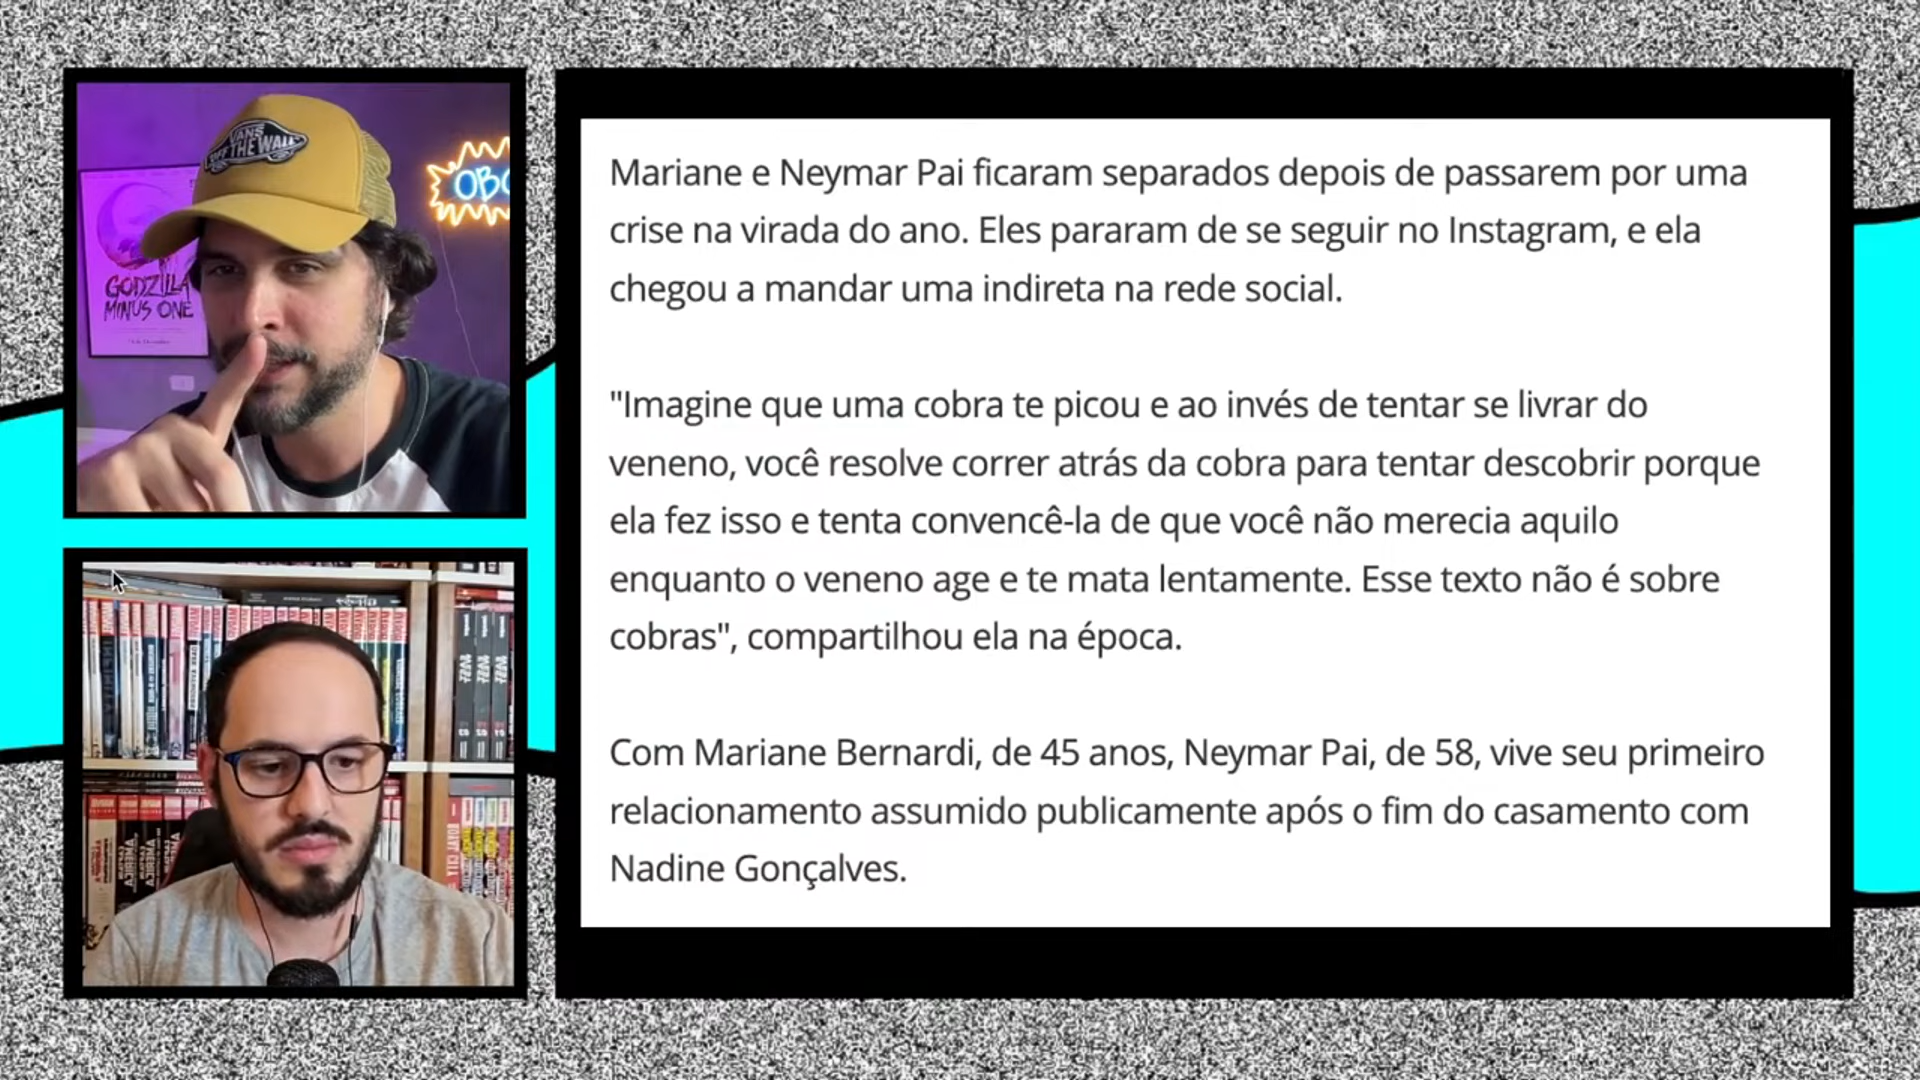 VANS
"OFF THE WALL"
OBC
GODZILLA
MINUS ONE
Mariane e Neymar Pai ficaram separados depois de passarem por uma
crise na virada do ano. Eles pararam de se seguir no Instagram, e ela
chegou a mandar uma indireta na rede social.
"Imagine que uma cobra te picou e ao invés de tentar se livrar do
veneno, você resolve correr atrás da cobra para tentar descobrir porque
ela fez isso e tenta convencê-la de que você não merecia aquilo
enquanto o veneno age e te mata lentamente. Esse texto não é sobre
cobras", compartilhou ela na época.
Com Mariane Bernardi, de 45 anos, Neymar Pai, de 58, vive seu primeiro
relacionamento assumido publicamente após o fim do casamento com
Nadine Gonçalves.